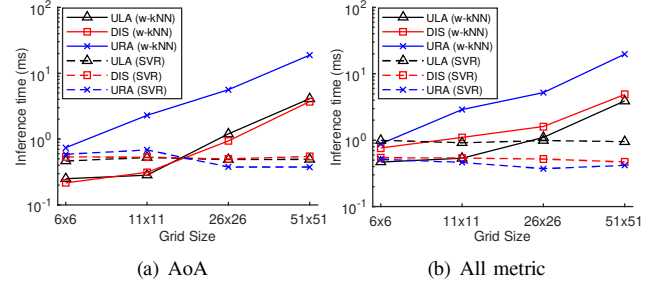 Inference time (ms)
10²
10¹
10⁰
10⁻¹
ULA (w-kNN)
DIS (w-kNN)
URA (w-kNN)
ULA (SVR)
DIS (SVR)
URA (SVR)
6x6
11x11
26x26
51x51
Grid Size
(a) AoA
Inference time (ms)
10²
10¹
10⁰
10⁻¹
ULA (w-kNN)
DIS (w-kNN)
URA (w-kNN)
ULA (SVR)
DIS (SVR)
URA (SVR)
6x6
11x11
26x26
51x51
Grid Size
(b) All metric